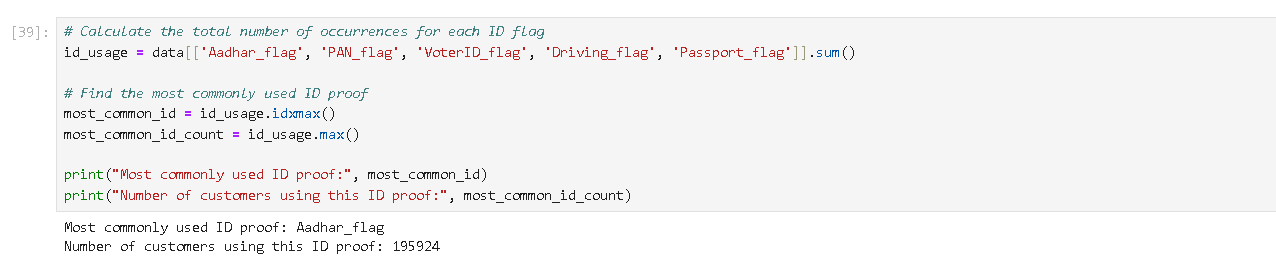 [39]: # Calculate the total number of occurrences for each ID flag
id_usage = data[['Aadhar_flag', 'PAN_flag', 'VoterID_flag', 'Driving_flag', 'Passport_flag']].sum()
# Find the most commonly used ID proof
most_common_id = id_usage.idxmax()
most_common_id_count = id_usage.max()
print("Most commonly used ID proof:", most_common_id)
print("Number of customers using this ID proof:", most_common_id_count)
Most commonly used ID proof: Aadhar_flag
Number of customers using this ID proof: 195924